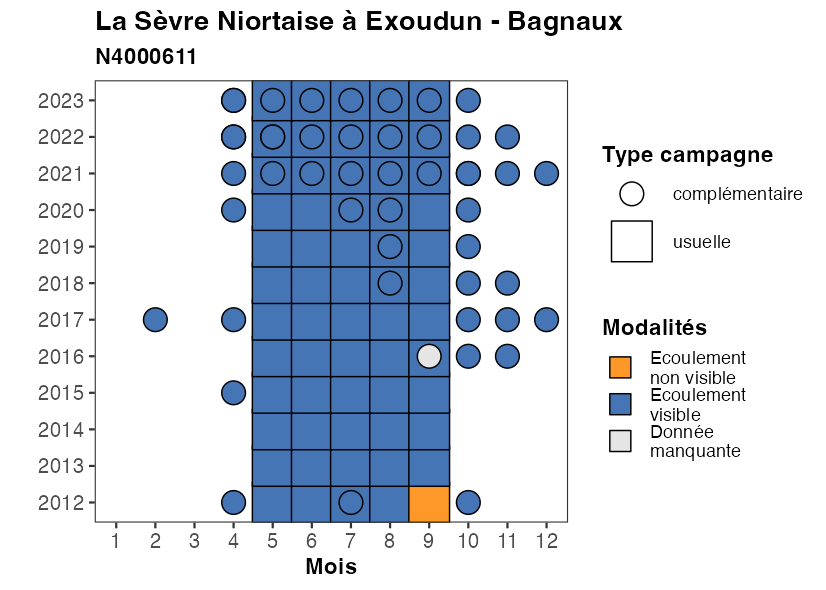 La Sèvre Niortaise à Exoudun - Bagnaux
N4000611
2023
2022
2021
2020
2019
2018
2017
2016
2015
2014
2013
2012
1 2 3 4 5 6 7 8 9 10 11 12
Mois
Type campagne
complémentaire
usuelle
Modalités
Ecoulement
non visible
Ecoulement
visible
Donnée
manquante